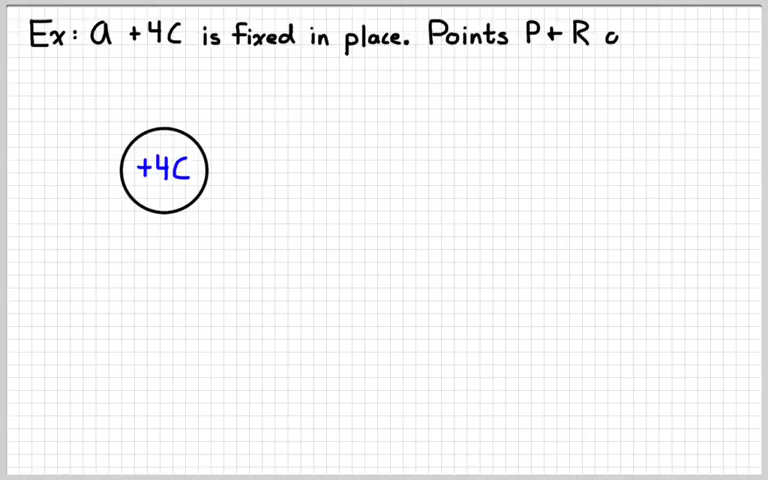 Ex: A +4C is fixed in place. Points P + R
+4C